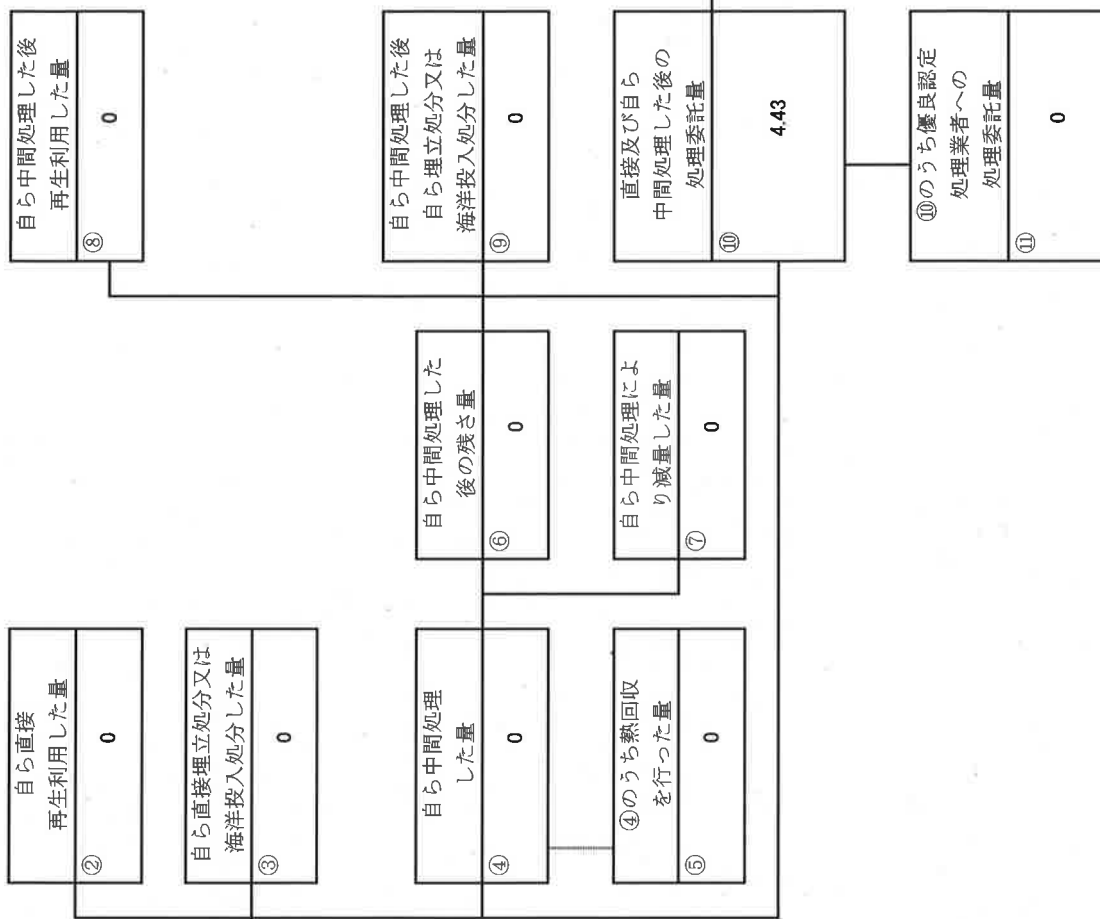 自ら直接
再生利用した量
②
0
自ら直接埋立処分又は
海洋投入処分した量
③
0
自ら中間処理
した量
④
0
④のうち熱回収
を行った量
⑤
0
自ら中間処理した
後の残さ量
⑥
0
自ら中間処理によ
り減量した量
⑦
0
自ら中間処理した後
再生利用した量
⑧
0
自ら中間処理した後
自ら埋立処分又は
海洋投入処分した量
⑨
0
直接及び自ら
中間処理した後の
処理委託量
⑩
4.43
⑩のうち優良認定
処理業者への
処理委託量
⑪
0